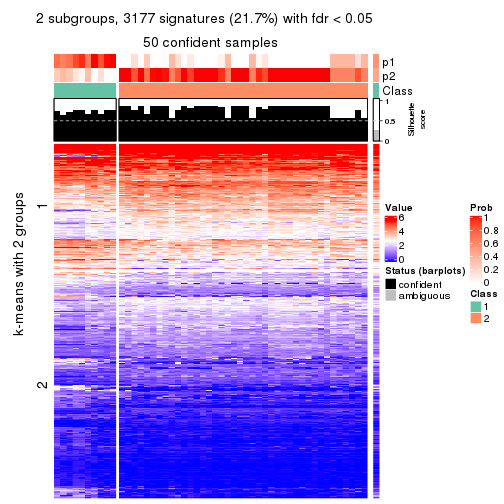 2 subgroups, 3177 signatures (21.7%) with fdr < 0.05
50 confident samples
p1
p2
Class
1
0.5
0
Silhouette
score
k-means with 2 groups
1
2
Value
6
4
2
0
Status (barplots)
confident
ambiguous
Prob
1
0.8
0.6
0.4
0.2
0
Class
1
2